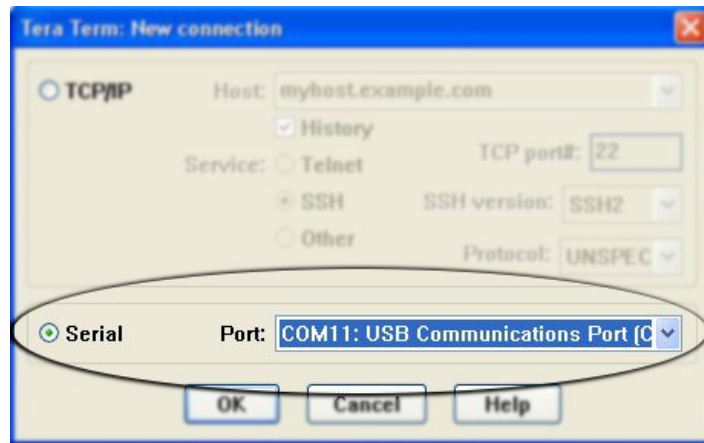 Tera Term: New connection
TCP/IP Host: myhost.example.com
History
Service: Telnet TCP port#: 22
SSH SSH version: SSH2
Other Protocol: UNSPEC
Serial Port: COM11: USB Communications Port (C
OK Cancel Help